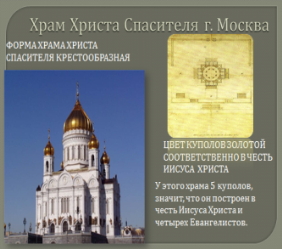 Храм Христа Спасителя г. Москва
ФОРМА ХРАМА ХРИСТА
СПАСИТЕЛЯ КРЕСТООБРАЗНАЯ
ЦВЕТ КУПОЛОВ ЗОЛОТОЙ
СООТВЕТСТВЕННО В ЧЕСТЬ
ИИСУСА ХРИСТА
У этого храма 5 куполов,
значит, что он построен в
честь Иисуса Христа и
четырех Евангелистов.